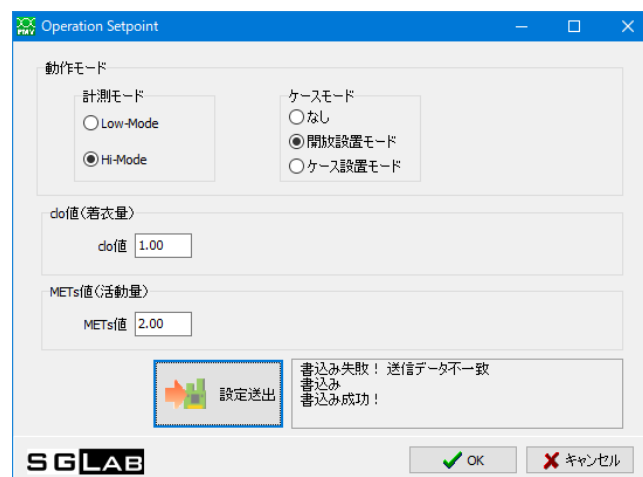 PMV Operation Setpoint
動作モード
計測モード
Low-Mode
Hi-Mode
ケースモード
なし
開放設置モード
ケース設置モード
clo値(着衣量)
clo値 1.00
METs値(活動量)
METs値 2.00
設定送出
書込み失敗! 送信データ不一致
書込み
書込み成功!
SGLAB
OK
キャンセル